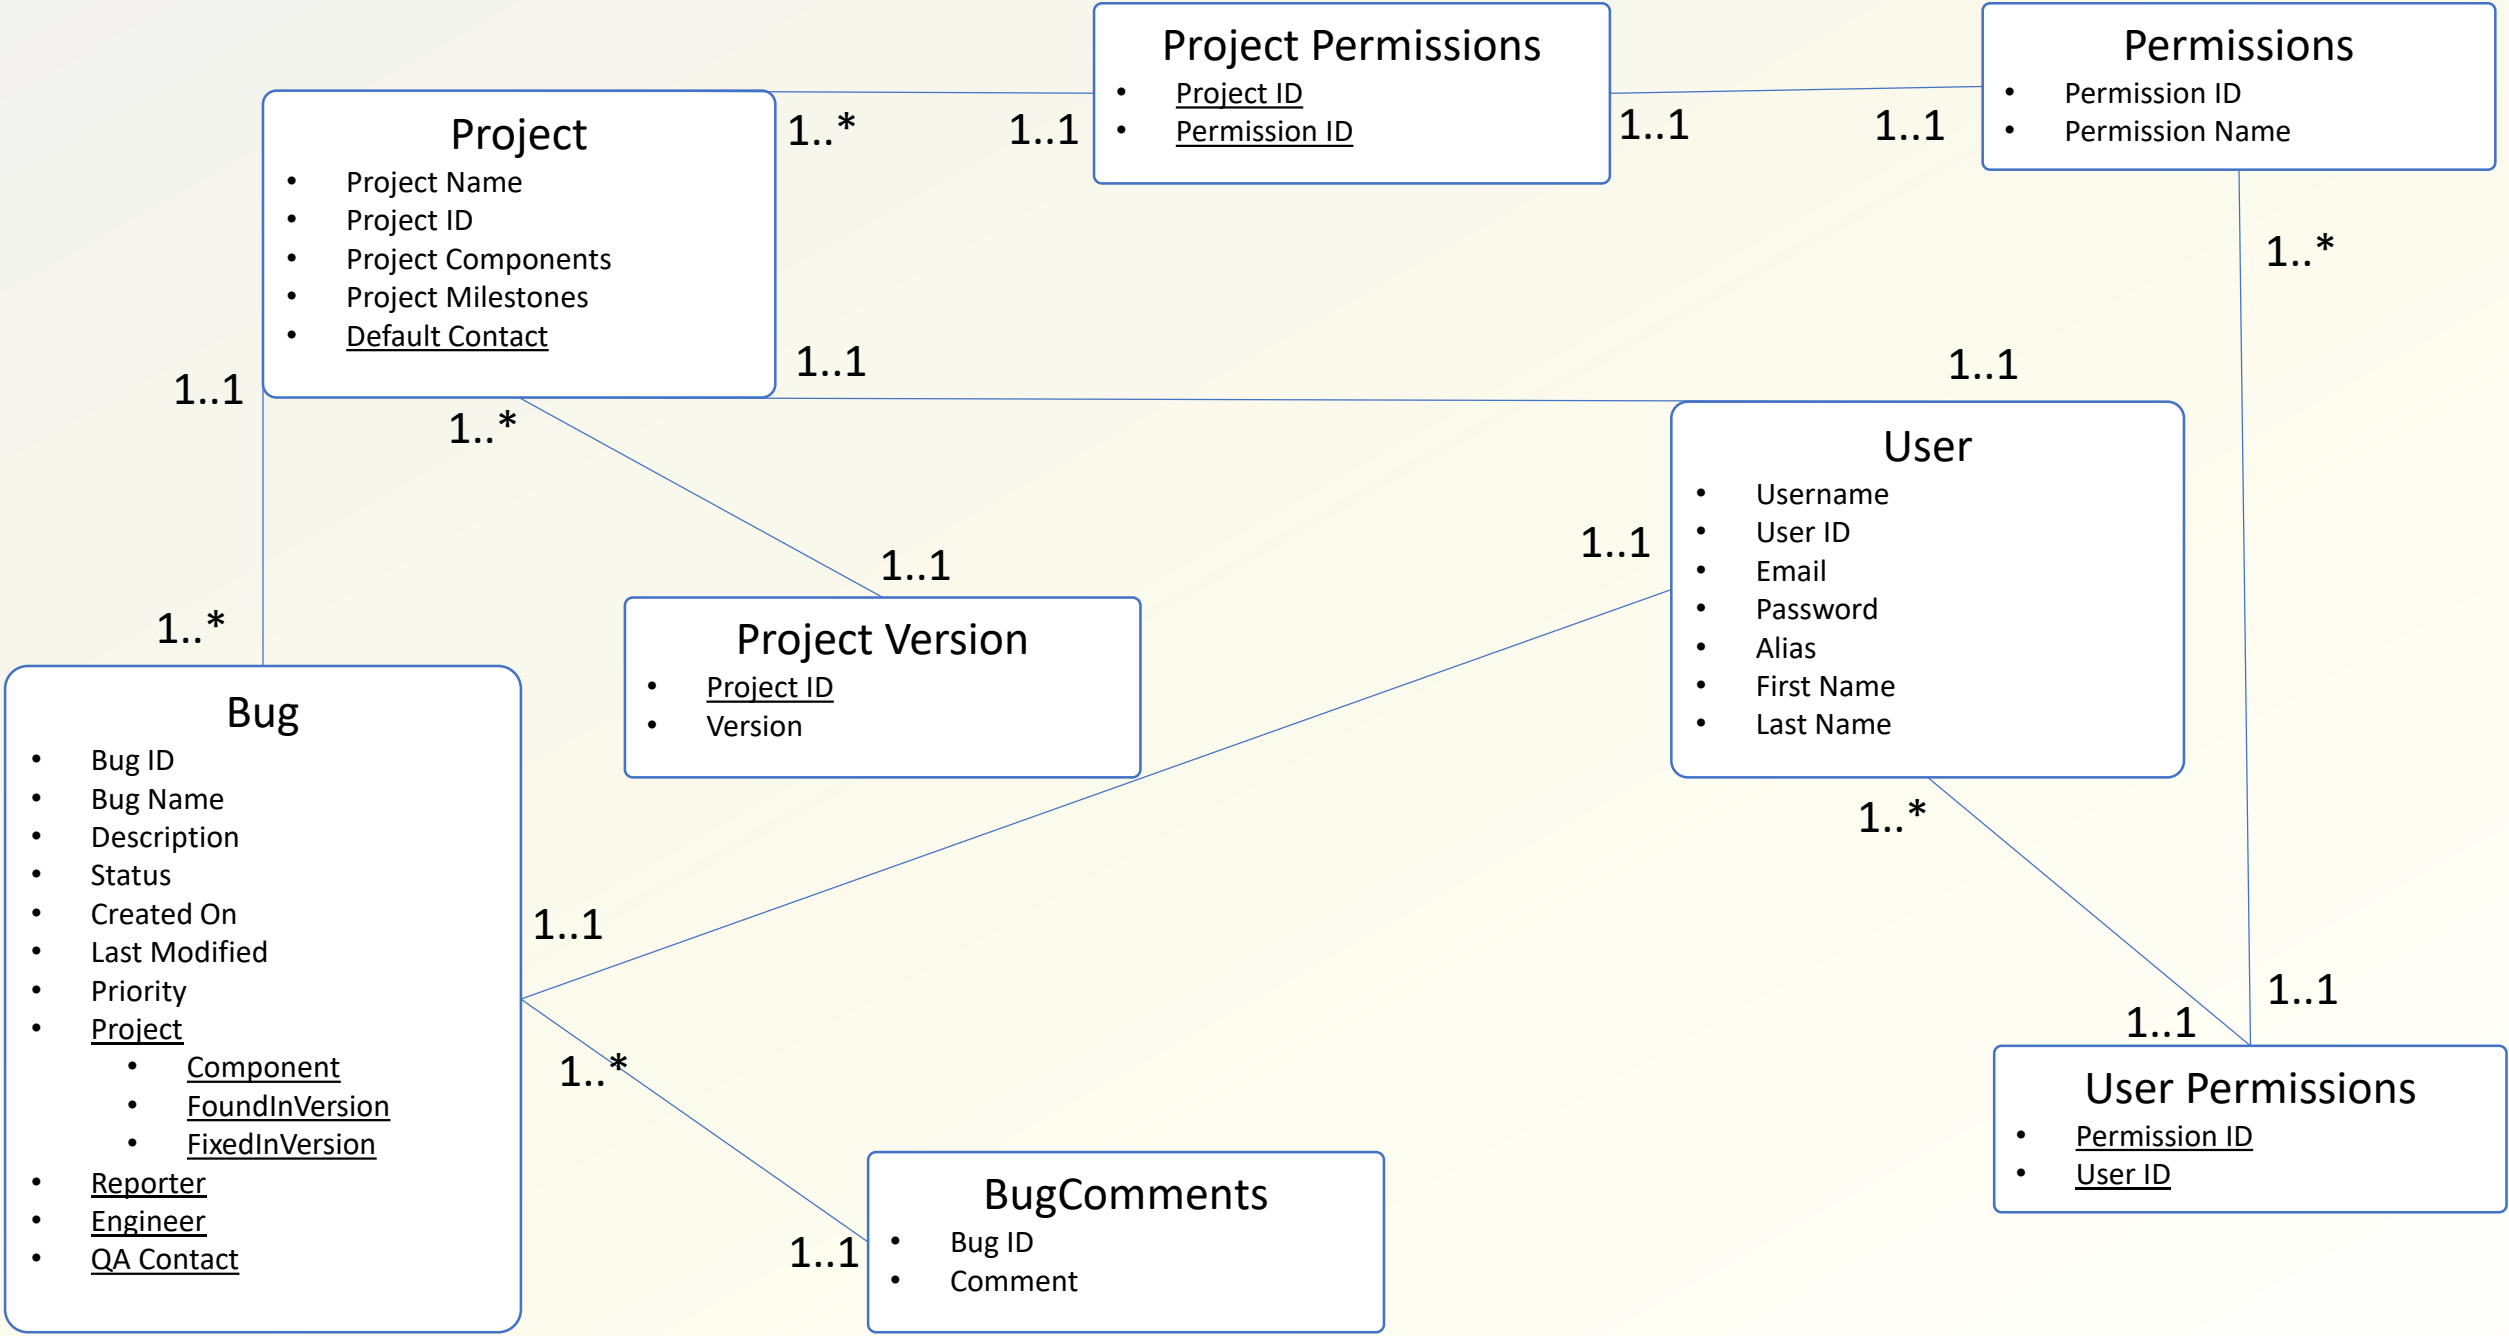 Project Permissions
• Project ID
• Permission ID
Permissions
• Permission ID
• Permission Name
Project
• Project Name
• Project ID
• Project Components
• Project Milestones
• Default Contact
1..*
1..1
1..1
1..1
1..*
1..1
1..1
1..1
1..*
User
• Username
• User ID
• Email
• Password
• Alias
• First Name
• Last Name
1..1
1..1
1..*
Project Version
• Project ID
• Version
Bug
• Bug ID
• Bug Name
• Description
• Status
• Created On
• Last Modified
• Priority
• Project
• Component
• FoundInVersion
• FixedInVersion
• Reporter
• Engineer
• QA Contact
1..*
1..1
1..*
1..1
1..1
1..1
BugComments
• Bug ID
• Comment
User Permissions
• Permission ID
• User ID